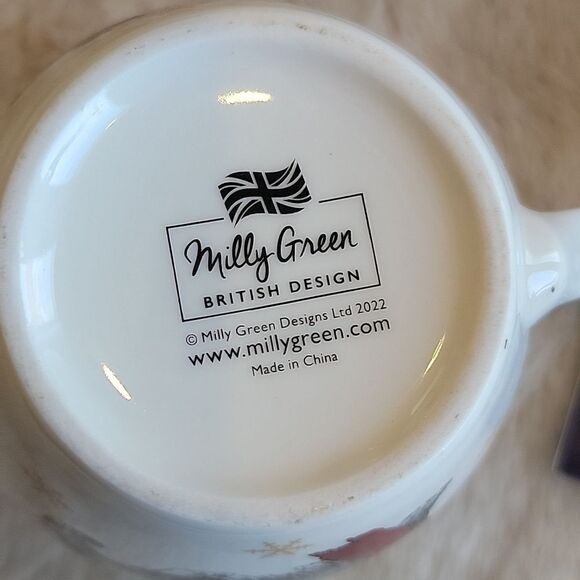 Milly Green
BRITISH DESIGN
© Milly Green Designs Ltd 2022
www.millygreen.com
Made in China